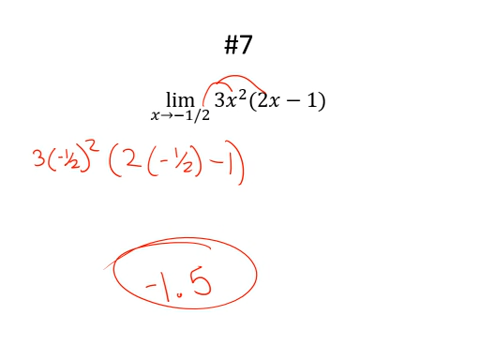 #7
lim 3x²(2x − 1)
x→−1/2
3(-½)² (2(-½) -1)
-1.5